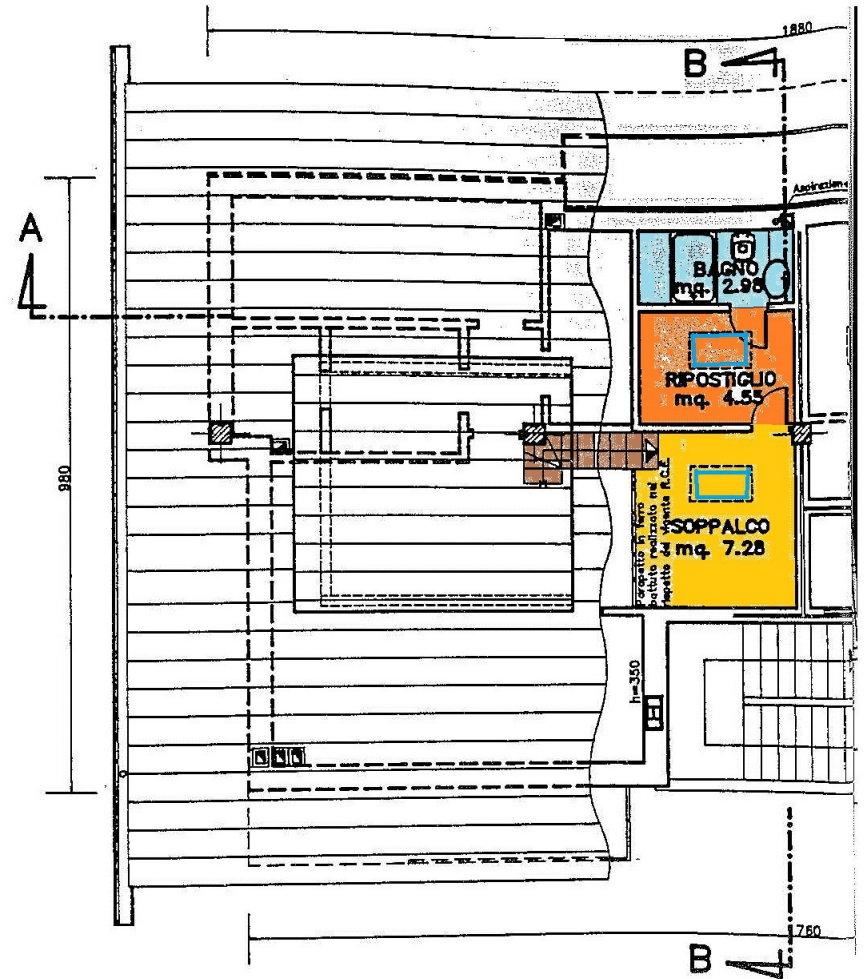 1880
B
Aspirazione
A
BAGNO
mq. 2.98
RIPOSTIGLIO
mq. 4.55
980
SOPPALCO
mq. 7.28
Parapetto in ferro
battuto realizzato nel
rispetto del vigente R.C.E.
h=350
760
B